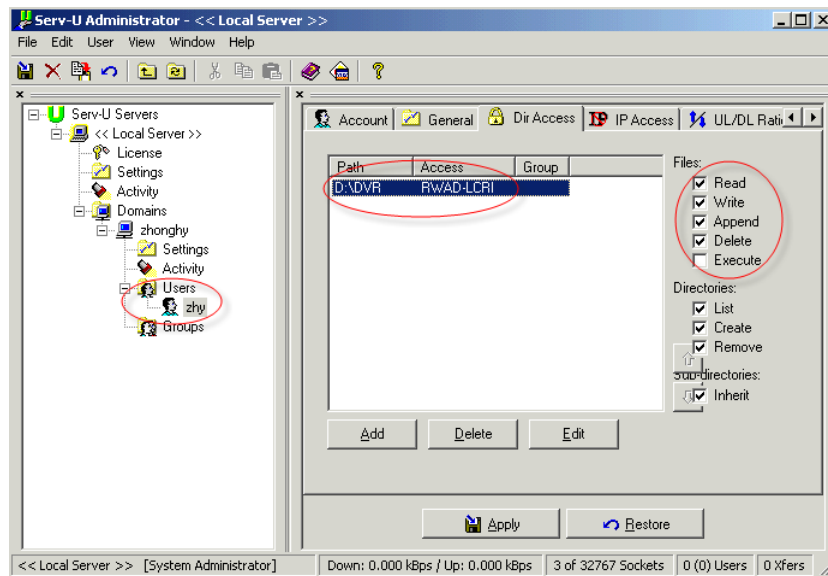 Serv-U Administrator - << Local Server >>
File Edit User View Window Help
Serv-U Servers
<< Local Server >>
License
Settings
Activity
Domains
zhonghy
Settings
Activity
Users
zhy
Groups
Account General Dir Access IP Access UL/DL Rati
Path Access Group
D:\DVR RWAD-LCRI
Files:
Read
Write
Append
Delete
Execute
Directories:
List
Create
Remove
Sub-directories:
Inherit
Add Delete Edit
Apply Restore
<< Local Server >> [System Administrator] Down: 0.000 kBps / Up: 0.000 kBps 3 of 32767 Sockets 0 (0) Users 0 Xfers